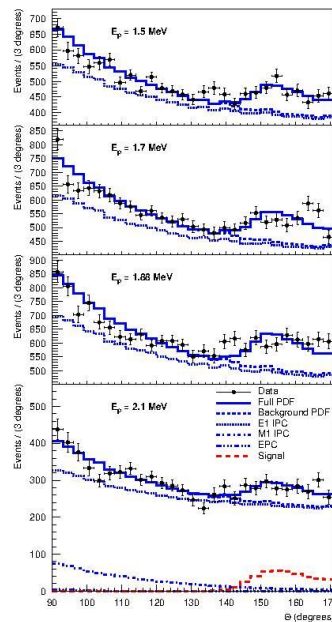 Events / (3 degrees)
700
650
600
550
500
450
400
E_p = 1.5 MeV
Events / (3 degrees)
850
800
750
700
650
600
550
500
450
E_p = 1.7 MeV
Events / (3 degrees)
900
850
800
750
700
650
600
550
500
E_p = 1.88 MeV
Events / (3 degrees)
500
400
300
200
100
0
E_p = 2.1 MeV
Data
Full PDF
Background PDF
E1 IPC
M1 IPC
EPC
Signal
90 100 110 120 130 140 150 160 170
Θ (degrees)